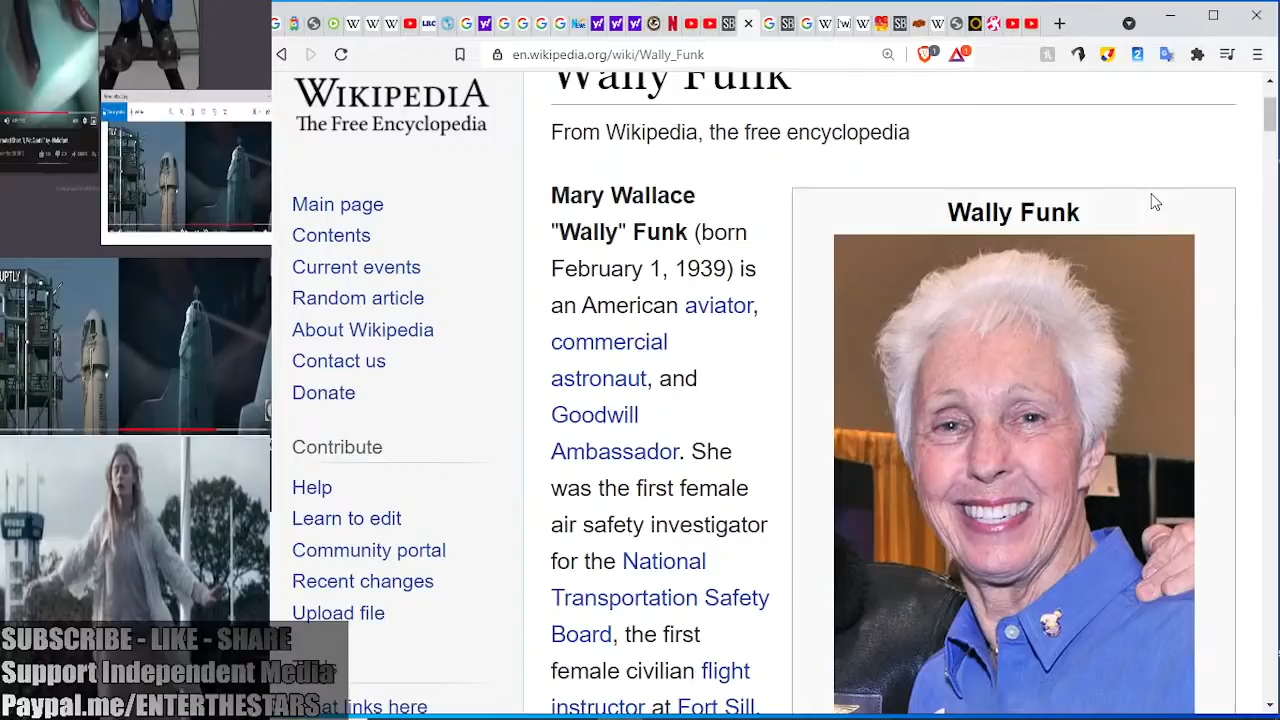 en.wikipedia.org/wiki/Wally_Funk
WIKIPEDIA
The Free Encyclopedia
Main page
Contents
Current events
Random article
About Wikipedia
Contact us
Donate
Contribute
Help
Learn to edit
Community portal
Recent changes
Upload file
links here
Wally Funk
From Wikipedia, the free encyclopedia
Mary Wallace
"Wally" Funk (born
February 1, 1939) is
an American aviator,
commercial
astronaut, and
Goodwill
Ambassador. She
was the first female
air safety investigator
for the National
Transportation Safety
Board, the first
female civilian flight
instructor at Fort Sill,
Wally Funk
UPTLY
SUBSCRIBE - LIKE - SHARE
Support Independent Media
Paypal.me/ENTERTHESTARS